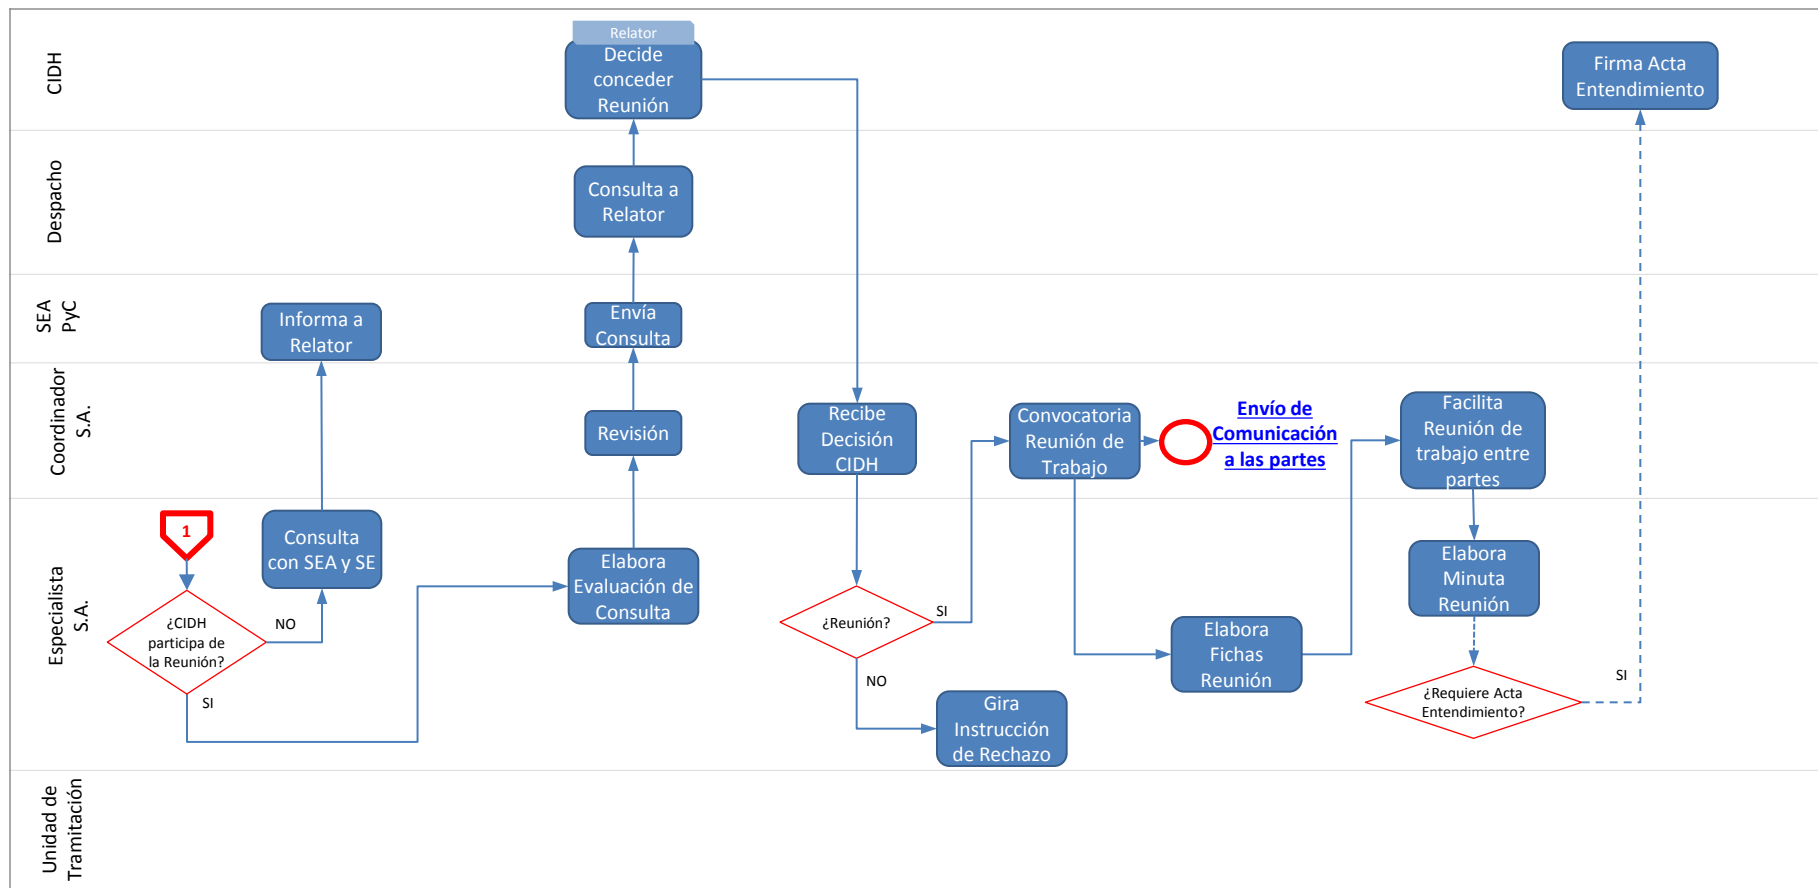 CIDH
Relator
Decide
conceder
Reunión
Firma Acta
Entendimiento
Despacho
Consulta a
Relator
SEA
PyC
Informa a
Relator
Envía
Consulta
Coordinador
S.A.
Revisión
Recibe
Decisión
CIDH
Convocatoria
Reunión de
Trabajo
Envío de
Comunicación
a las partes
Facilita
Reunión de
trabajo entre
partes
Especialista
S.A.
1
Consulta
con SEA y SE
¿CIDH
participa de
la Reunión?
NO
SI
Elabora
Evaluación de
Consulta
¿Reunión?
SI
NO
Gira
Instrucción
de Rechazo
Elabora
Fichas
Reunión
Elabora
Minuta
Reunión
¿Requiere Acta
Entendimiento?
SI
Unidad de
Tramitación